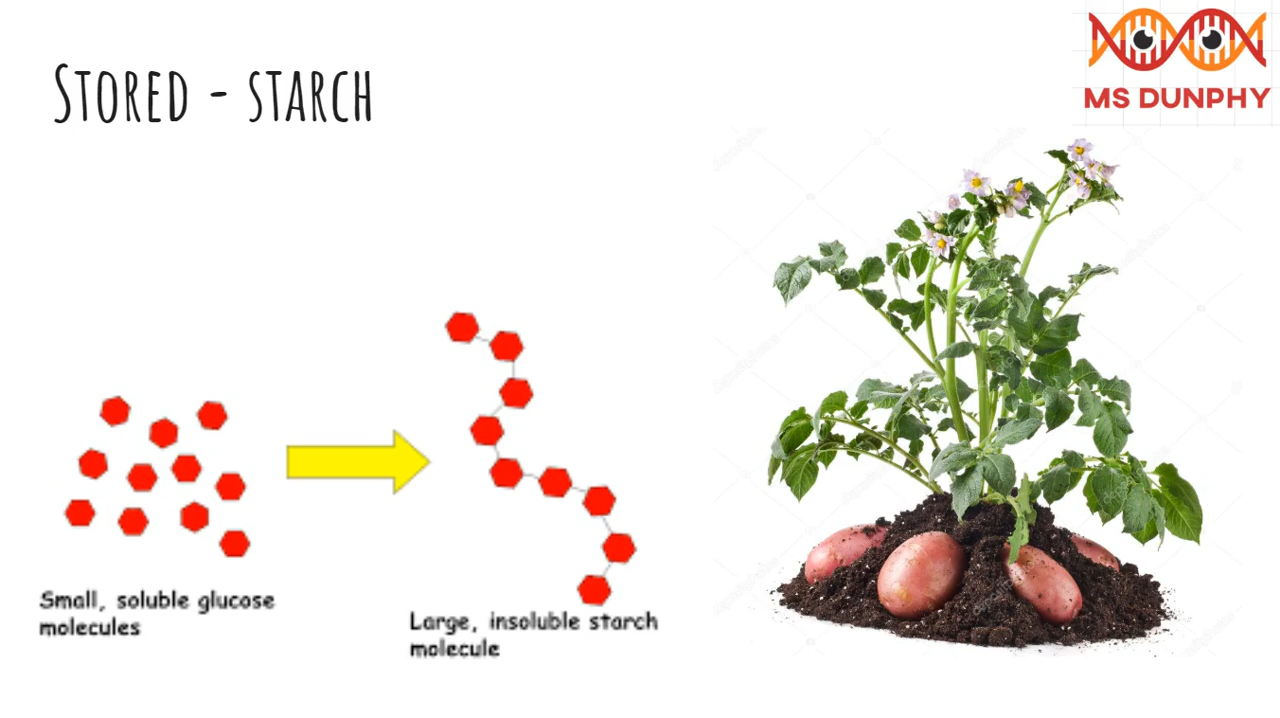 Stored - starch
MS DUNPHY
Small, soluble glucose
molecules
Large, insoluble starch
molecule